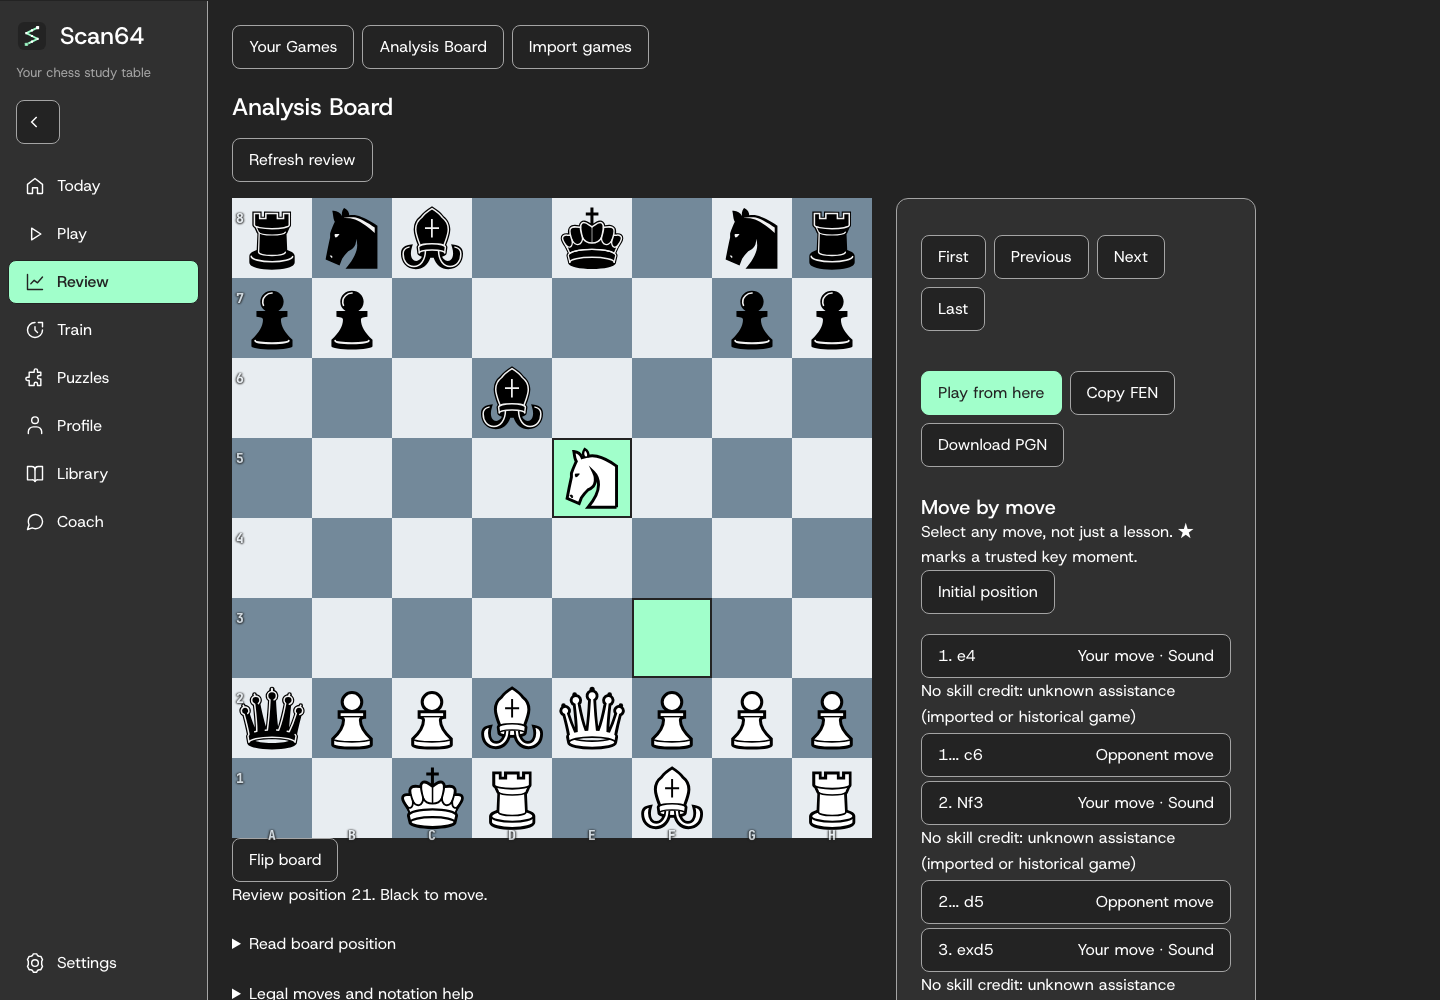 Scan64
Your chess study table
Today
Play
Review
Train
Puzzles
Profile
Library
Coach
Settings
Your Games
Analysis Board
Import games
Analysis Board
Refresh review
8
7
6
5
4
3
2
1
A B C D E F G H
Flip board
Review position 21. Black to move.
Read board position
Legal moves and notation help
First
Previous
Next
Last
Play from here
Copy FEN
Download PGN
Move by move
Select any move, not just a lesson. ★
marks a trusted key moment.
Initial position
1. e4 Your move · Sound
No skill credit: unknown assistance
(imported or historical game)
1... c6 Opponent move
2. Nf3 Your move · Sound
No skill credit: unknown assistance
(imported or historical game)
2... d5 Opponent move
3. exd5 Your move · Sound
No skill credit: unknown assistance